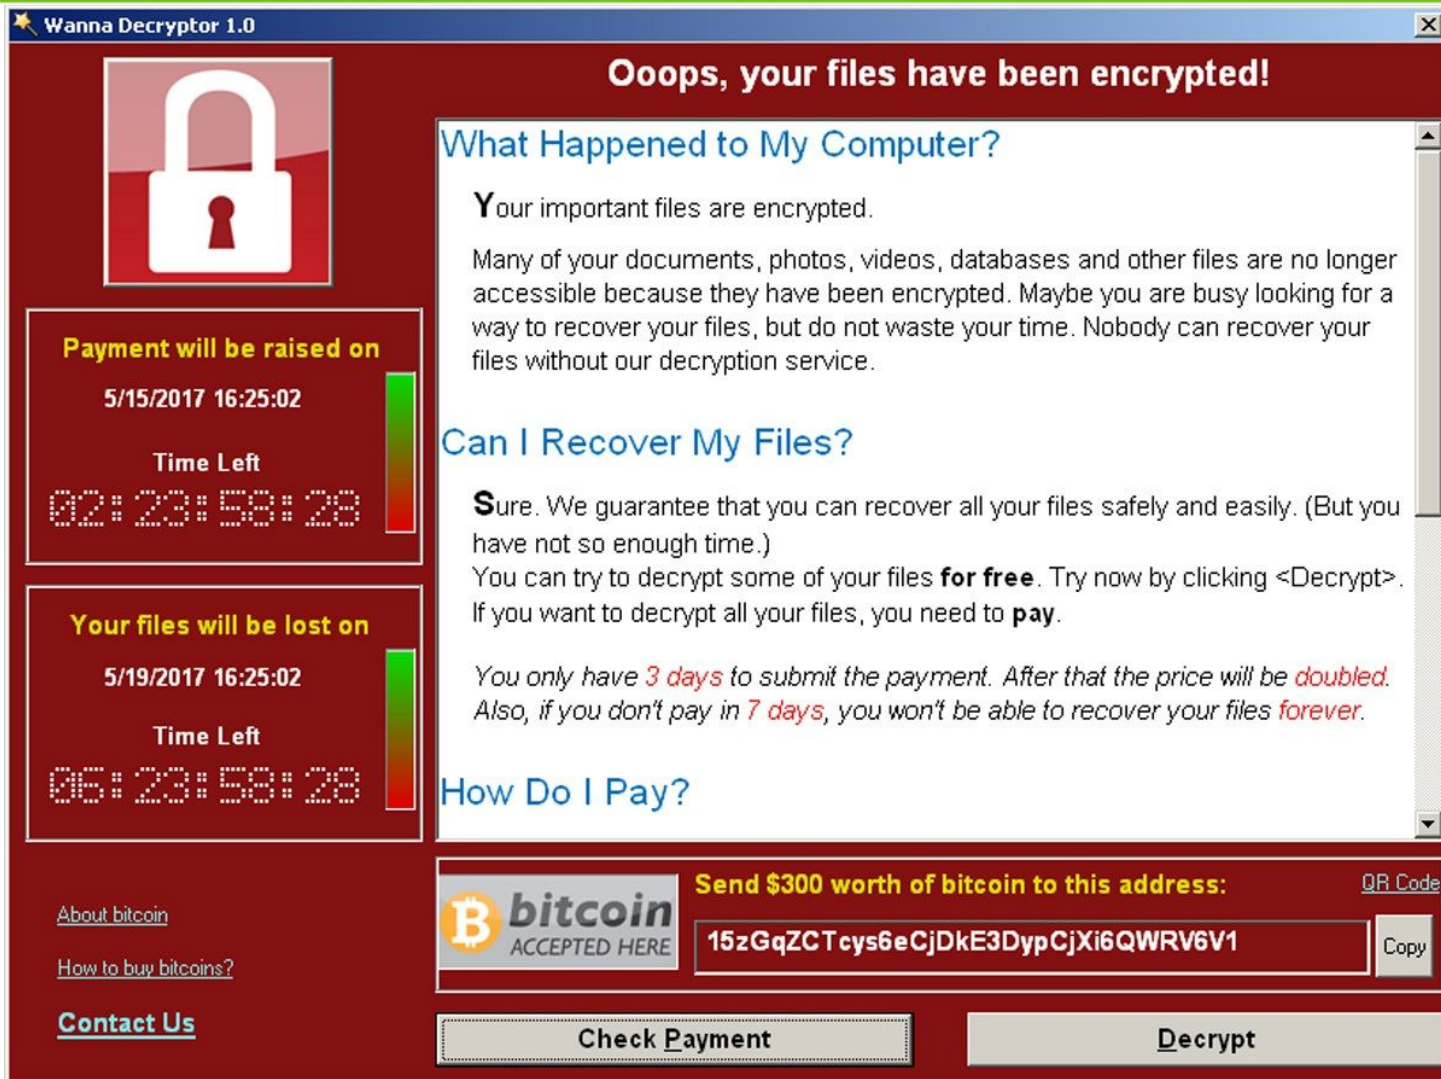 Wanna Decryptor 1.0
Ooops, your files have been encrypted!
Payment will be raised on
5/15/2017 16:25:02
Time Left
02:23:58:28
Your files will be lost on
5/19/2017 16:25:02
Time Left
06:23:58:28
About bitcoin
How to buy bitcoins?
Contact Us
What Happened to My Computer?
Your important files are encrypted.
Many of your documents, photos, videos, databases and other files are no longer
accessible because they have been encrypted. Maybe you are busy looking for a
way to recover your files, but do not waste your time. Nobody can recover your
files without our decryption service.
Can I Recover My Files?
Sure. We guarantee that you can recover all your files safely and easily. (But you
have not so enough time.)
You can try to decrypt some of your files for free. Try now by clicking <Decrypt>.
If you want to decrypt all your files, you need to pay.
You only have 3 days to submit the payment. After that the price will be doubled.
Also, if you don't pay in 7 days, you won't be able to recover your files forever.
How Do I Pay?
bitcoin
ACCEPTED HERE
Send $300 worth of bitcoin to this address:
QR Code
15zGqZCTcys6eCjDkE3DypCjXi6QWRV6V1
Copy
Check Payment
Decrypt